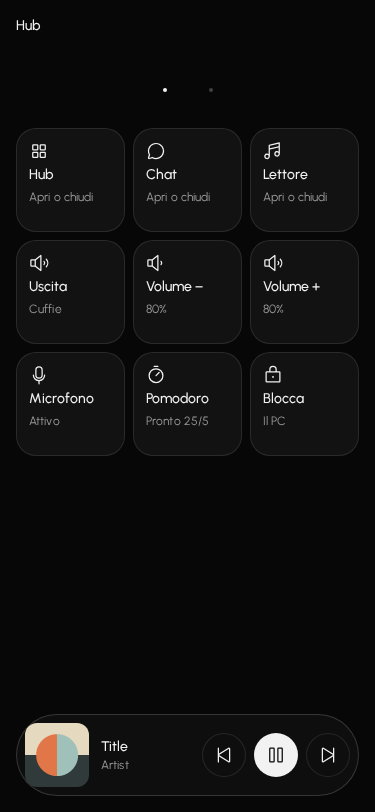 Hub
Hub
Apri o chiudi
Chat
Apri o chiudi
Lettore
Apri o chiudi
Uscita
Cuffie
Volume –
80%
Volume +
80%
Microfono
Attivo
Pomodoro
Pronto 25/5
Blocca
Il PC
Title
Artist